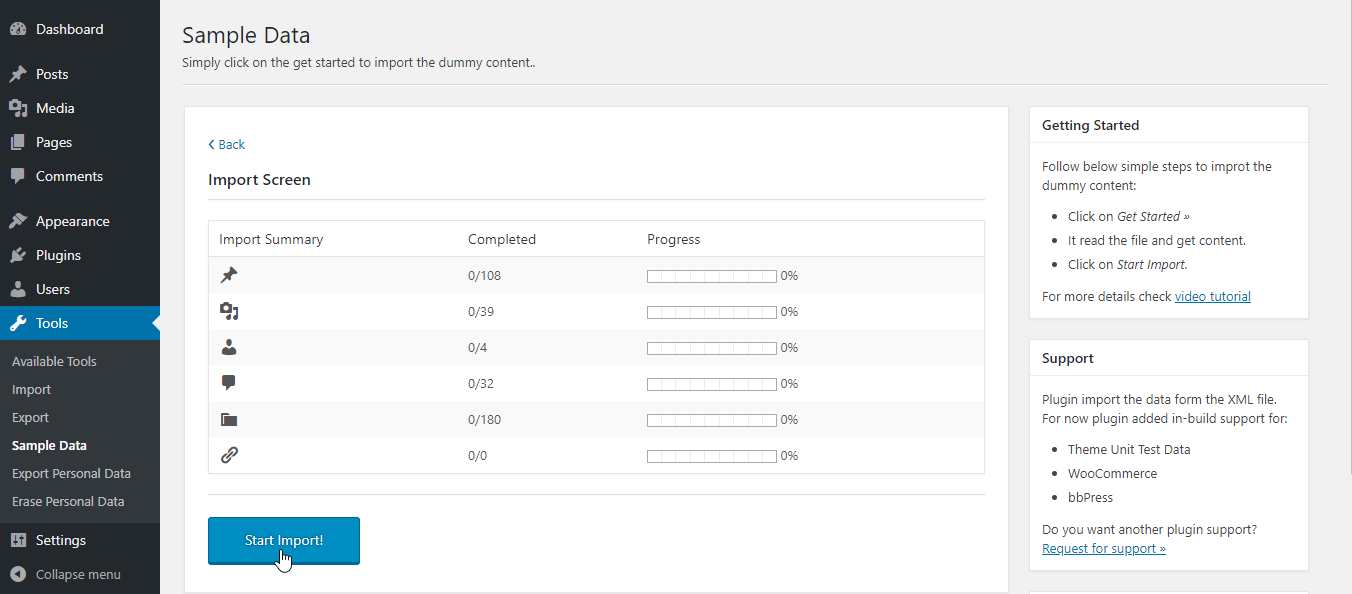 Dashboard
Posts
Media
Pages
Comments
Appearance
Plugins
Users
Tools
Available Tools
Import
Export
Sample Data
Export Personal Data
Erase Personal Data
Settings
Collapse menu
Sample Data
Simply click on the get started to import the dummy content..
Back
Import Screen
Import Summary Completed Progress
0/108 0%
0/39 0%
0/4 0%
0/32 0%
0/180 0%
0/0 0%
Start Import!
Getting Started
Follow below simple steps to improt the
dummy content:
Click on Get Started »
It read the file and get content.
Click on Start Import.
For more details check video tutorial
Support
Plugin import the data form the XML file.
For now plugin added in-build support for:
Theme Unit Test Data
WooCommerce
bbPress
Do you want another plugin support?
Request for support »